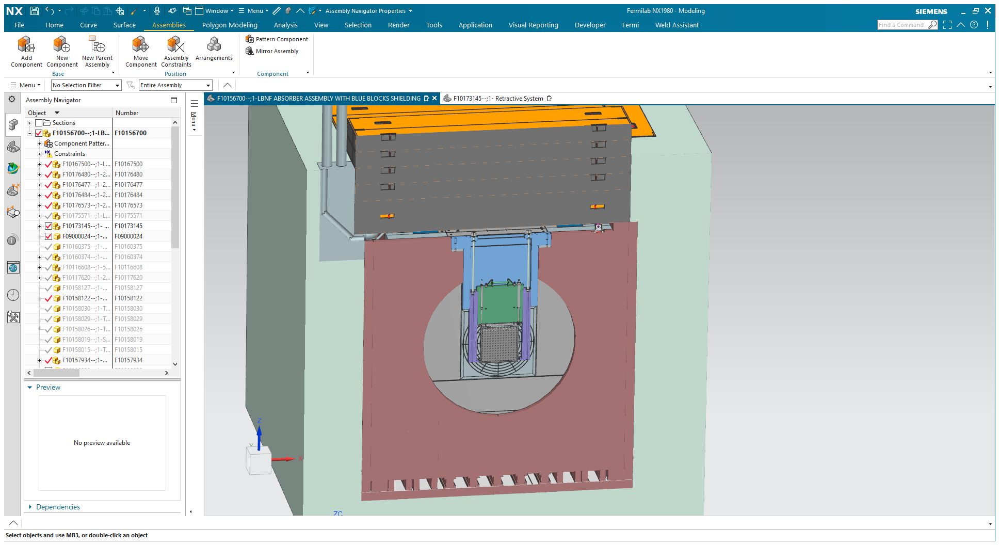 NX Window Menu Assembly Navigator Properties Fermilab NX1980 - Modeling SIEMENS
File Home Curve Surface Assemblies Polygon Modeling Analysis View Selection Render Tools Application Visual Reporting Developer Fermi Weld Assistant Find a Command
Add Component
New Component
New Parent Assembly
Move Component
Assembly Constraints
Arrangements
Pattern Component
Mirror Assembly
Base Position Component
Menu No Selection Filter Entire Assembly
Assembly Navigator
Menu
F10156700--;1-LBNF ABSORBER ASSEMBLY WITH BLUE BLOCKS SHIELDING
F10173145--;1- Retractive System
Object Number
Sections
F10156700--;1-LB... F10156700
Component Patter...
Constraints
F10167500--;1-L... F10167500
F10176480--;1-2... F10176480
F10176477--;1-2... F10176477
F10176484--;1-2... F10176484
F10176573--;1-2... F10176573
F10175571--;1-L... F10175571
F10173145--;1- ... F10173145
F09000024--;1-... F09000024
F10160375--;1-... F10160375
F10160374--;1-... F10160374
F10116608--;1-5... F10116608
F10117620--;1-2... F10117620
F10158127--;1-... F10158127
F10158122--;1-... F10158122
F10158030--;1-T... F10158030
F10158029--;1-T... F10158029
F10158026--;1-T... F10158026
F10158019--;1-S... F10158019
F10158015--;1-T... F10158015
F10157934--;1-... F10157934
Preview
No preview available
Dependencies
Z
Y
X
ZC
Select objects and use MB3, or double-click an object